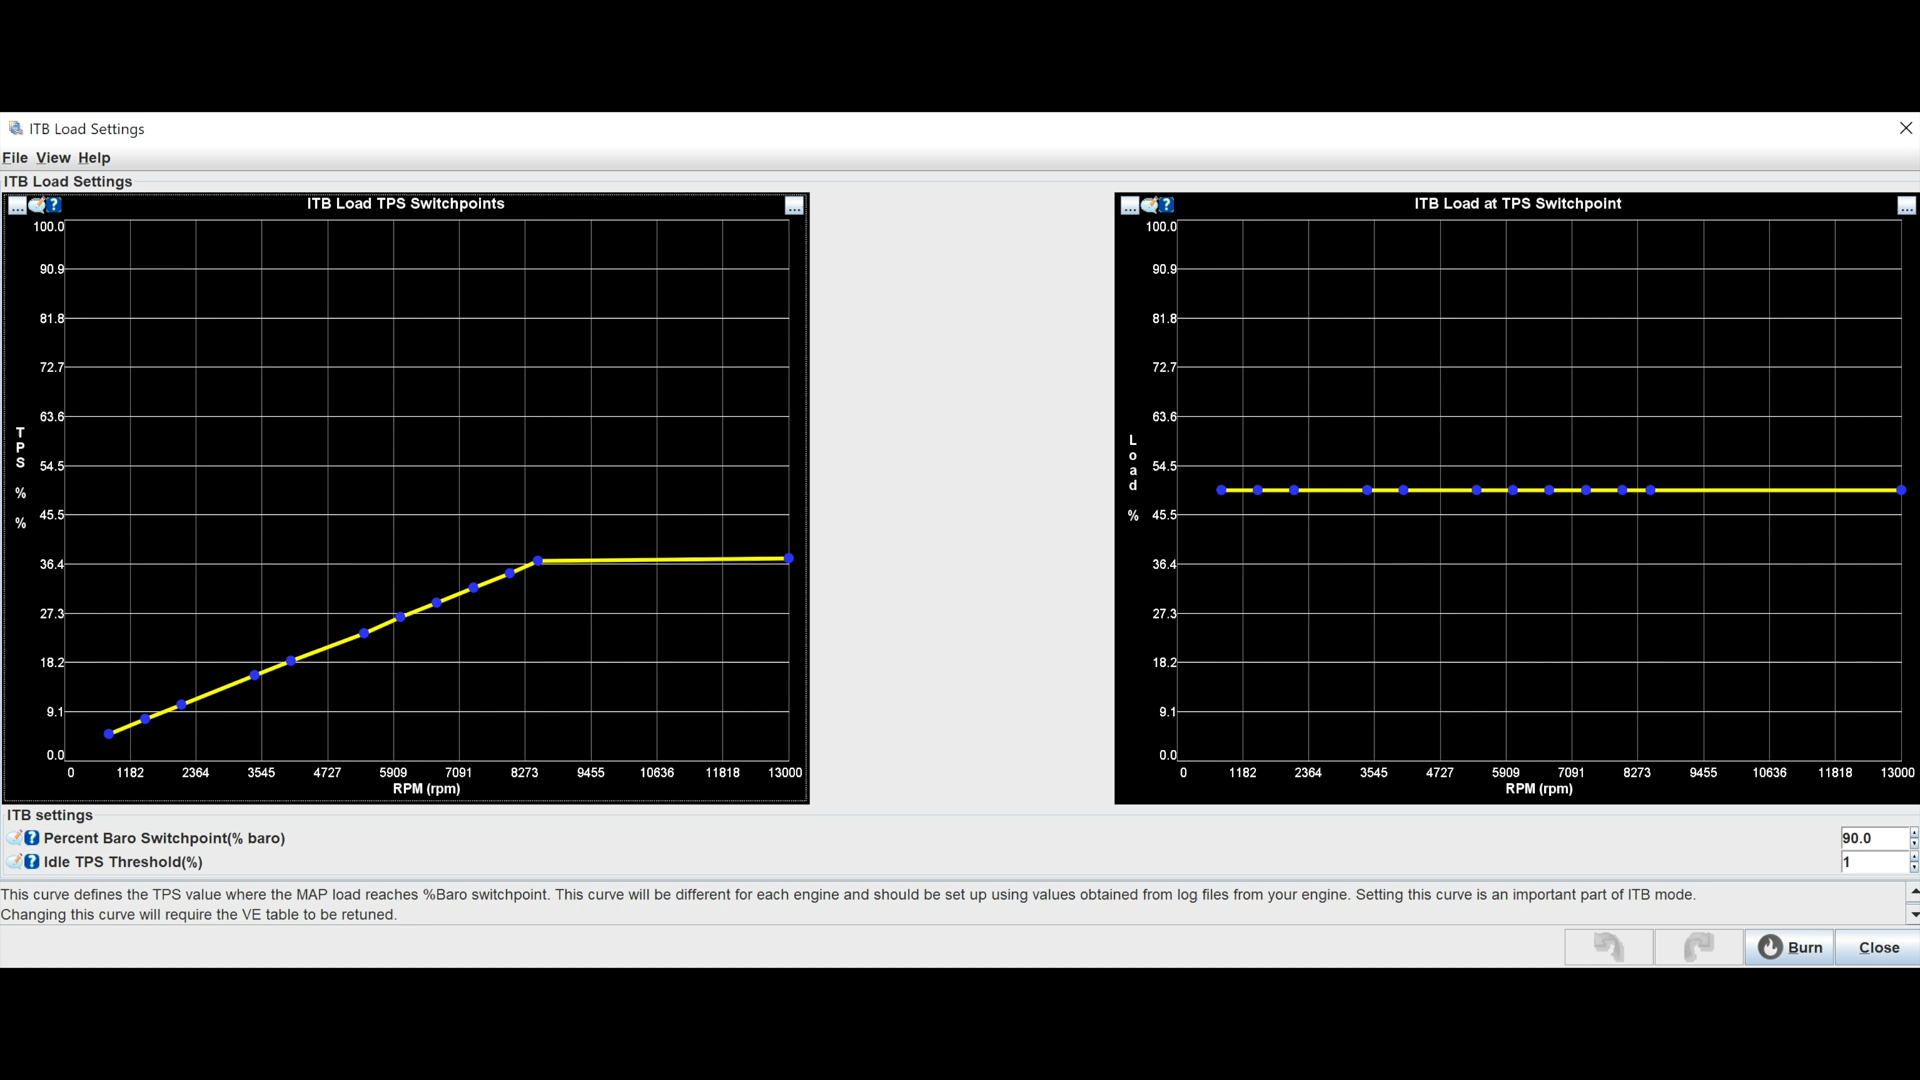 ITB Load Settings
File View Help
ITB Load Settings
... ? ITB Load TPS Switchpoints ...
100.0
90.9
81.8
72.7
63.6
54.5
45.5
36.4
27.3
18.2
9.1
0.0
TPS % %
0 1182 2364 3545 4727 5909 7091 8273 9455 10636 11818 13000
RPM (rpm)
... ? ITB Load at TPS Switchpoint ...
100.0
90.9
81.8
72.7
63.6
54.5
45.5
36.4
27.3
18.2
9.1
0.0
Load %
0 1182 2364 3545 4727 5909 7091 8273 9455 10636 11818 13000
RPM (rpm)
ITB settings
? Percent Baro Switchpoint(% baro) 90.0
? Idle TPS Threshold(%) 1
This curve defines the TPS value where the MAP load reaches %Baro switchpoint. This curve will be different for each engine and should be set up using values obtained from log files from your engine. Setting this curve is an important part of ITB mode.
Changing this curve will require the VE table to be retuned.
Burn Close